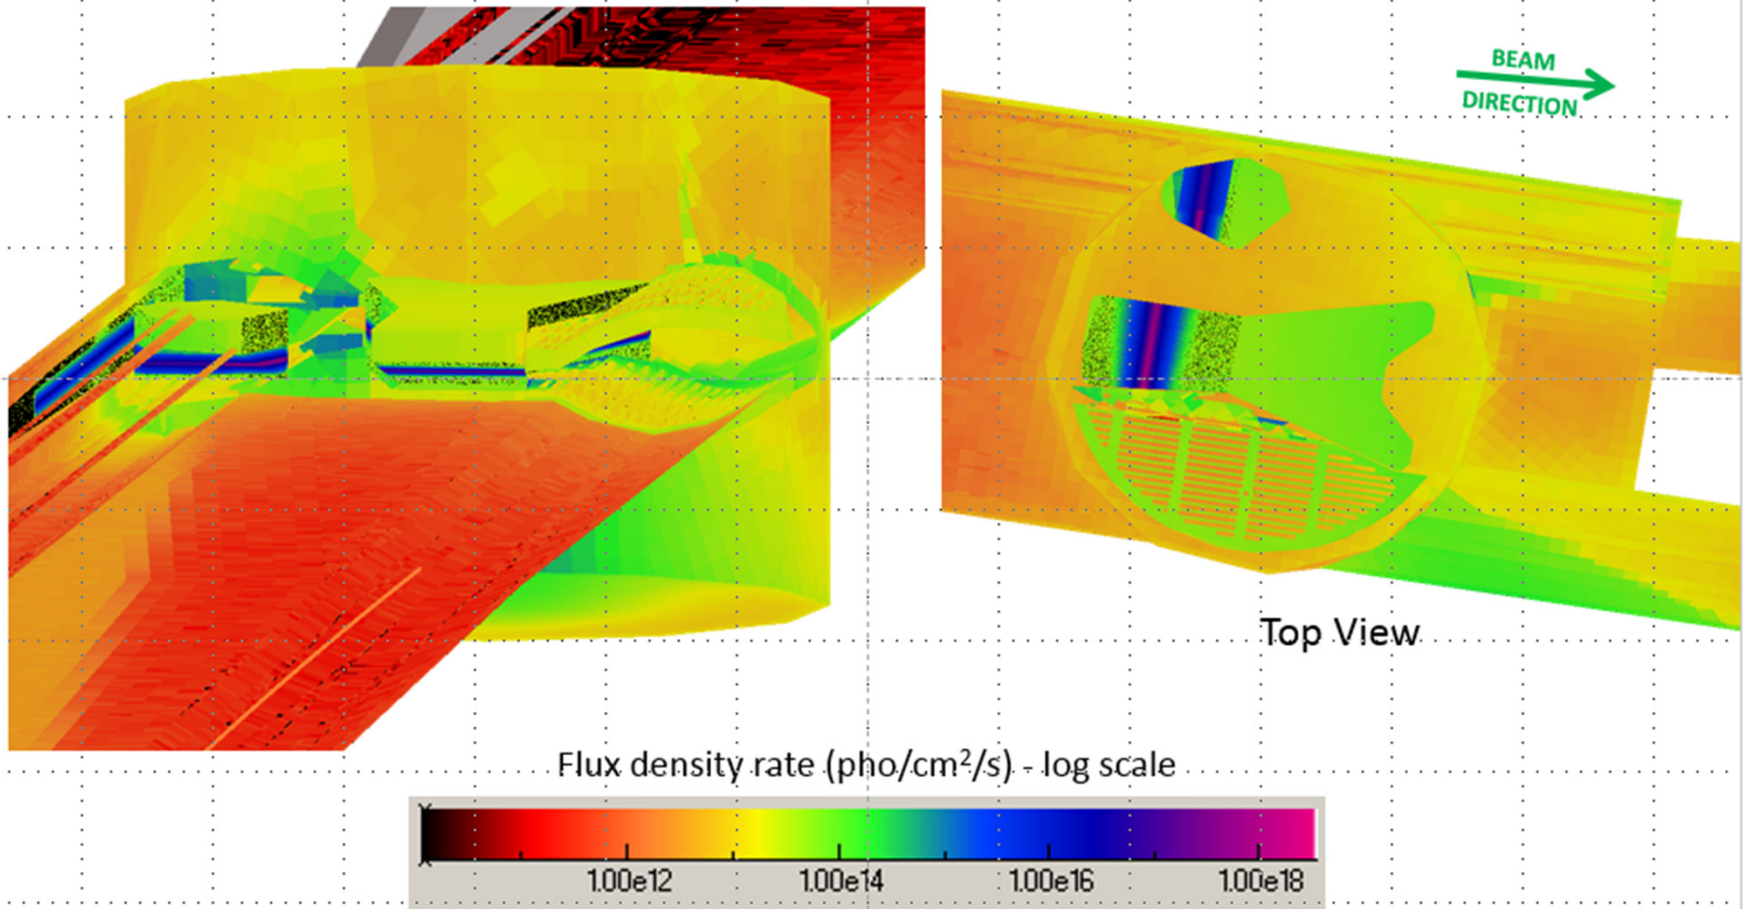 BEAM
DIRECTION
Top View
Flux density rate (pho/cm²/s) - log scale
1.00e12 1.00e14 1.00e16 1.00e18